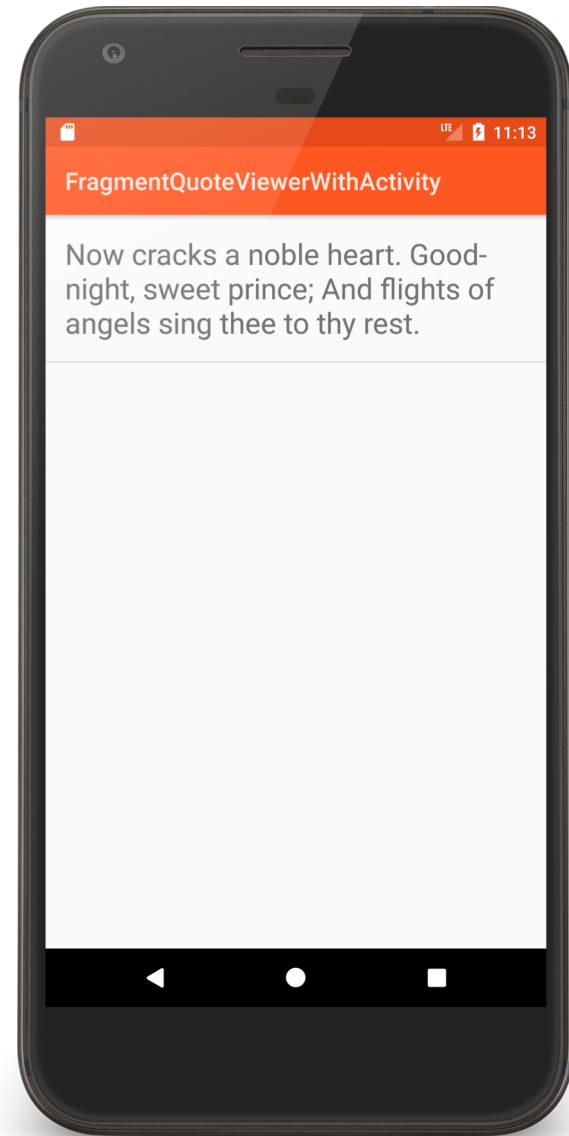 LTE 11:13
FragmentQuoteViewerWithActivity
Now cracks a noble heart. Good-
night, sweet prince; And flights of
angels sing thee to thy rest.